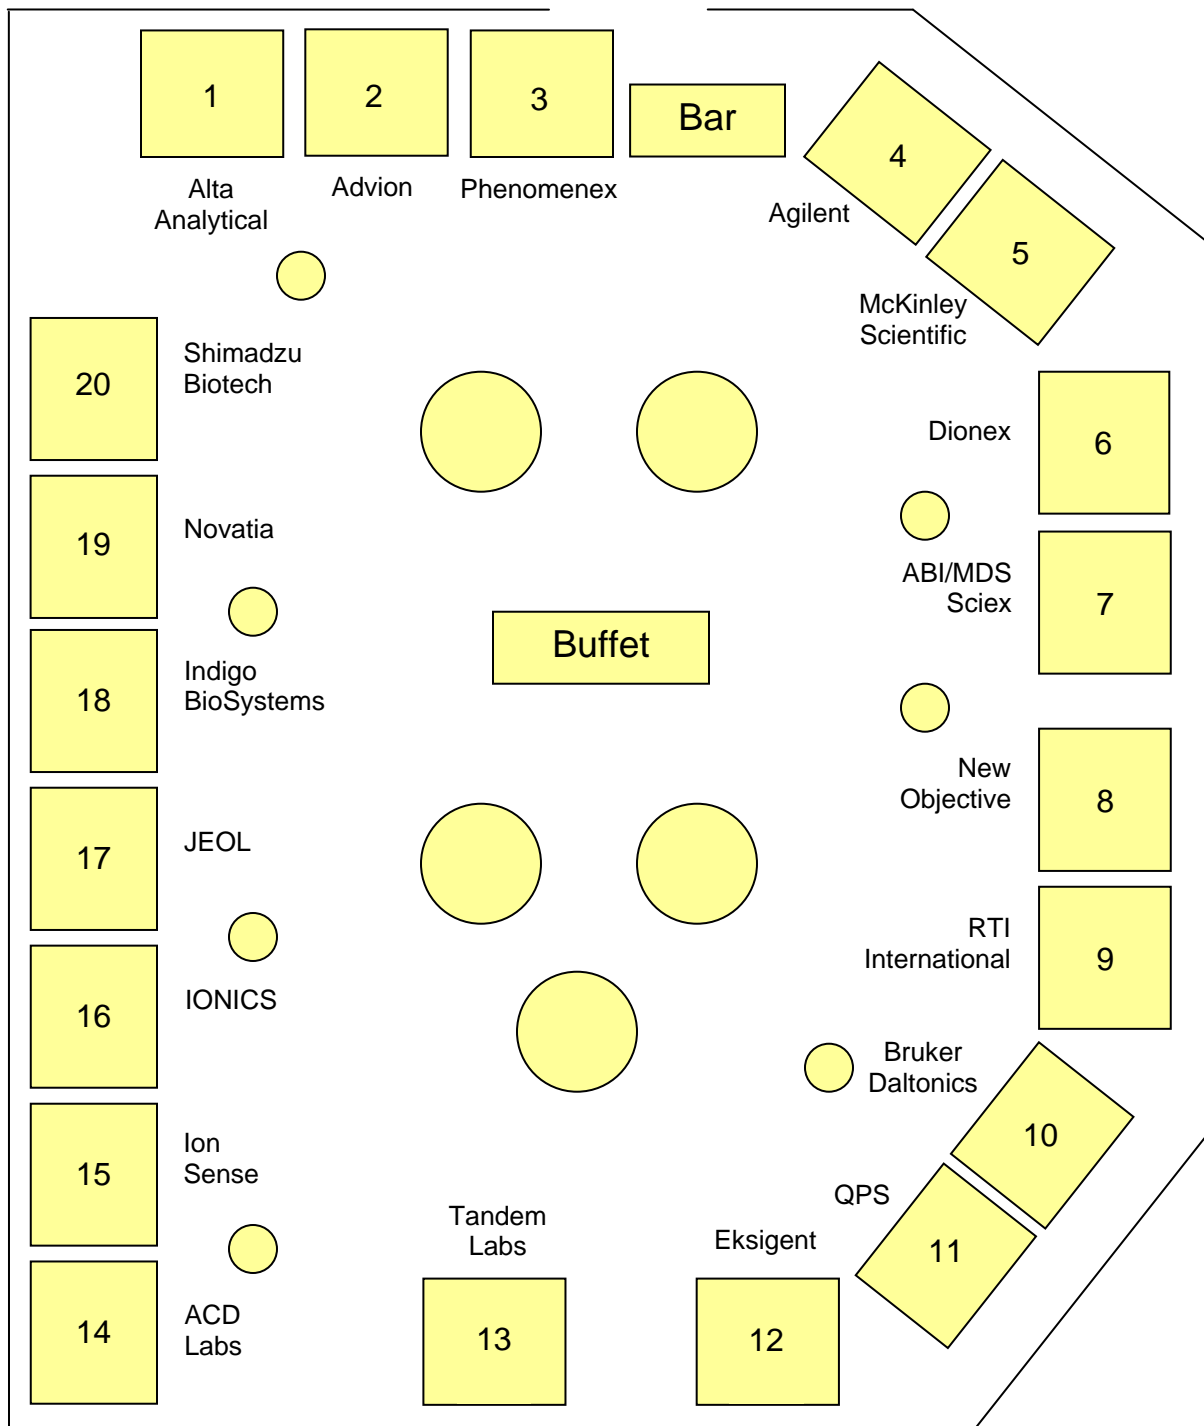 1
2
3
Bar
4
5
Alta
Analytical
Advion
Phenomenex
Agilent
McKinley
Scientific
20
Shimadzu
Biotech
Dionex
6
19
Novatia
ABI/MDS
Sciex
7
Buffet
18
Indigo
BioSystems
New
Objective
8
17
JEOL
RTI
International
9
16
IONICS
Bruker
Daltonics
10
15
Ion
Sense
QPS
11
Tandem
Labs
Eksigent
14
ACD
Labs
13
12